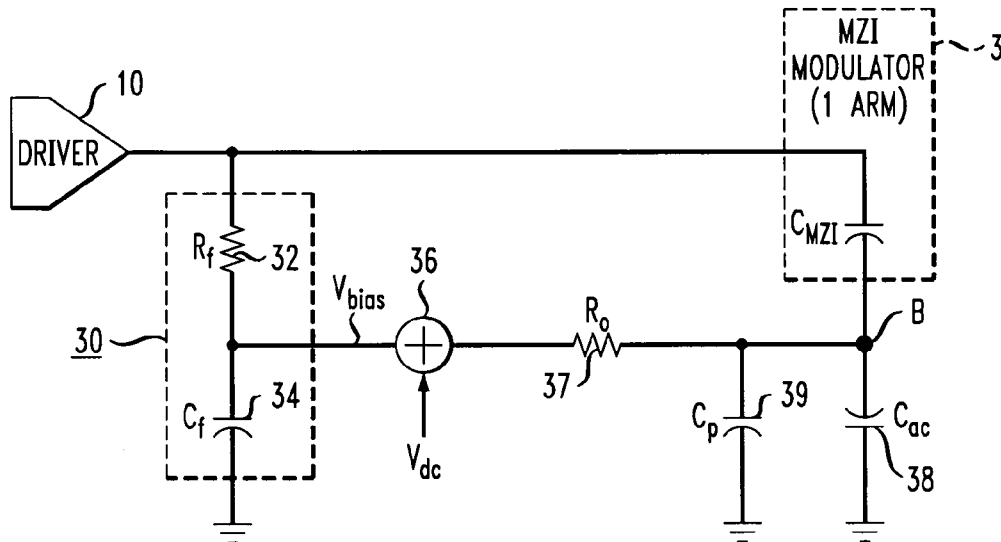 MZI
MODULATOR
(1 ARM)
3
10
DRIVER
C_MZI
R_f
32
36
V_bias
R_o
B
30
37
34
39
C_f
C_p
C_ac
V_dc
38